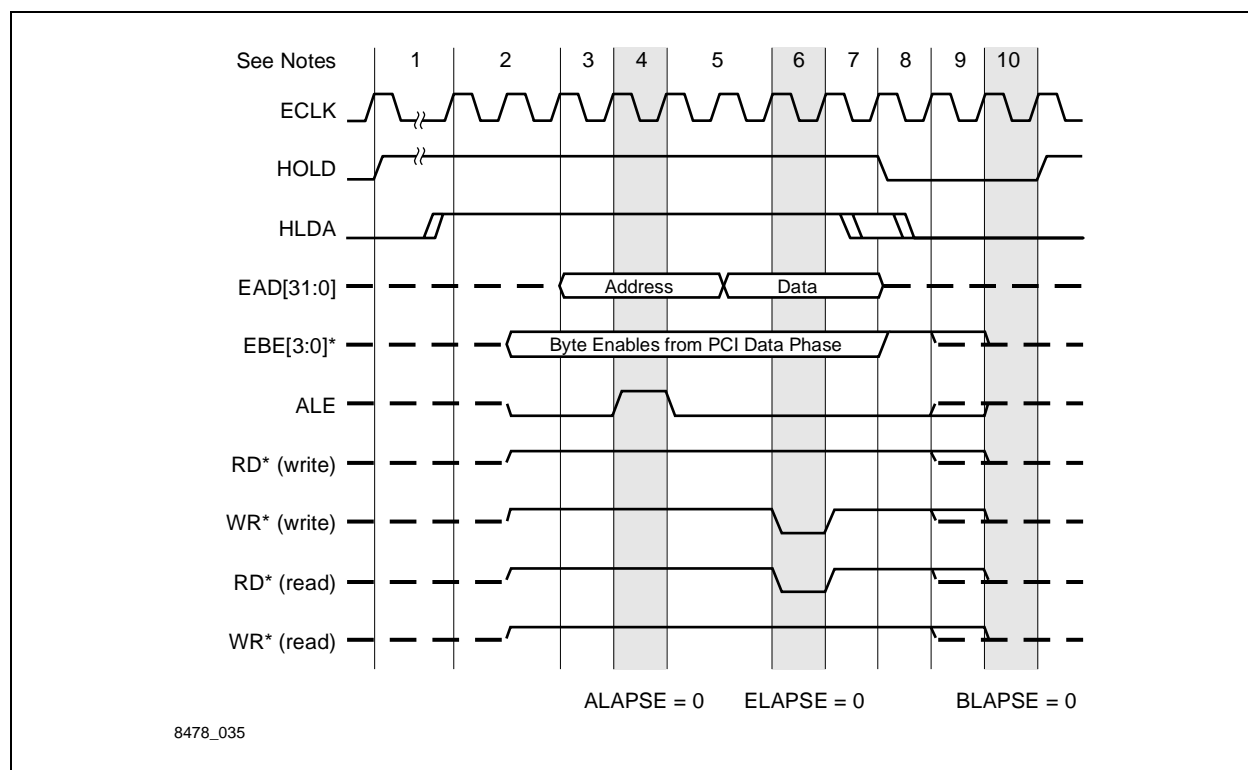 See Notes 1 2 3 4 5 6 7 8 9 10
ECLK
HOLD
HLDA
EAD[31:0] Address Data
EBE[3:0]* Byte Enables from PCI Data Phase
ALE
RD* (write)
WR* (write)
RD* (read)
WR* (read)
ALAPSE = 0 ELAPSE = 0 BLAPSE = 0
8478_035